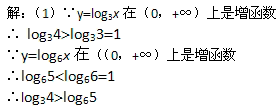 解：（1）∵y=log₃x 在（0，+∞）上是增函数
∴ log₃4>log₃3=1
∵y=log₆x 在（（0，+∞）上是增函数
∴log₆5<log₆6=1
∴log₃4>log₆5